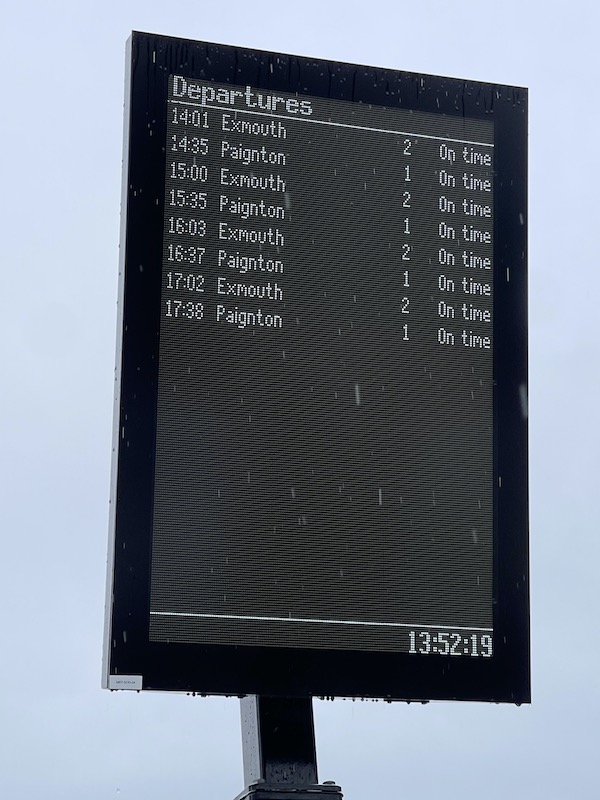 Departures
14:01 Exmouth 2 On time
14:35 Paignton 1 On time
15:00 Exmouth 2 On time
15:35 Paignton 1 On time
16:03 Exmouth 2 On time
16:37 Paignton 1 On time
17:02 Exmouth 2 On time
17:38 Paignton 1 On time
13:52:19